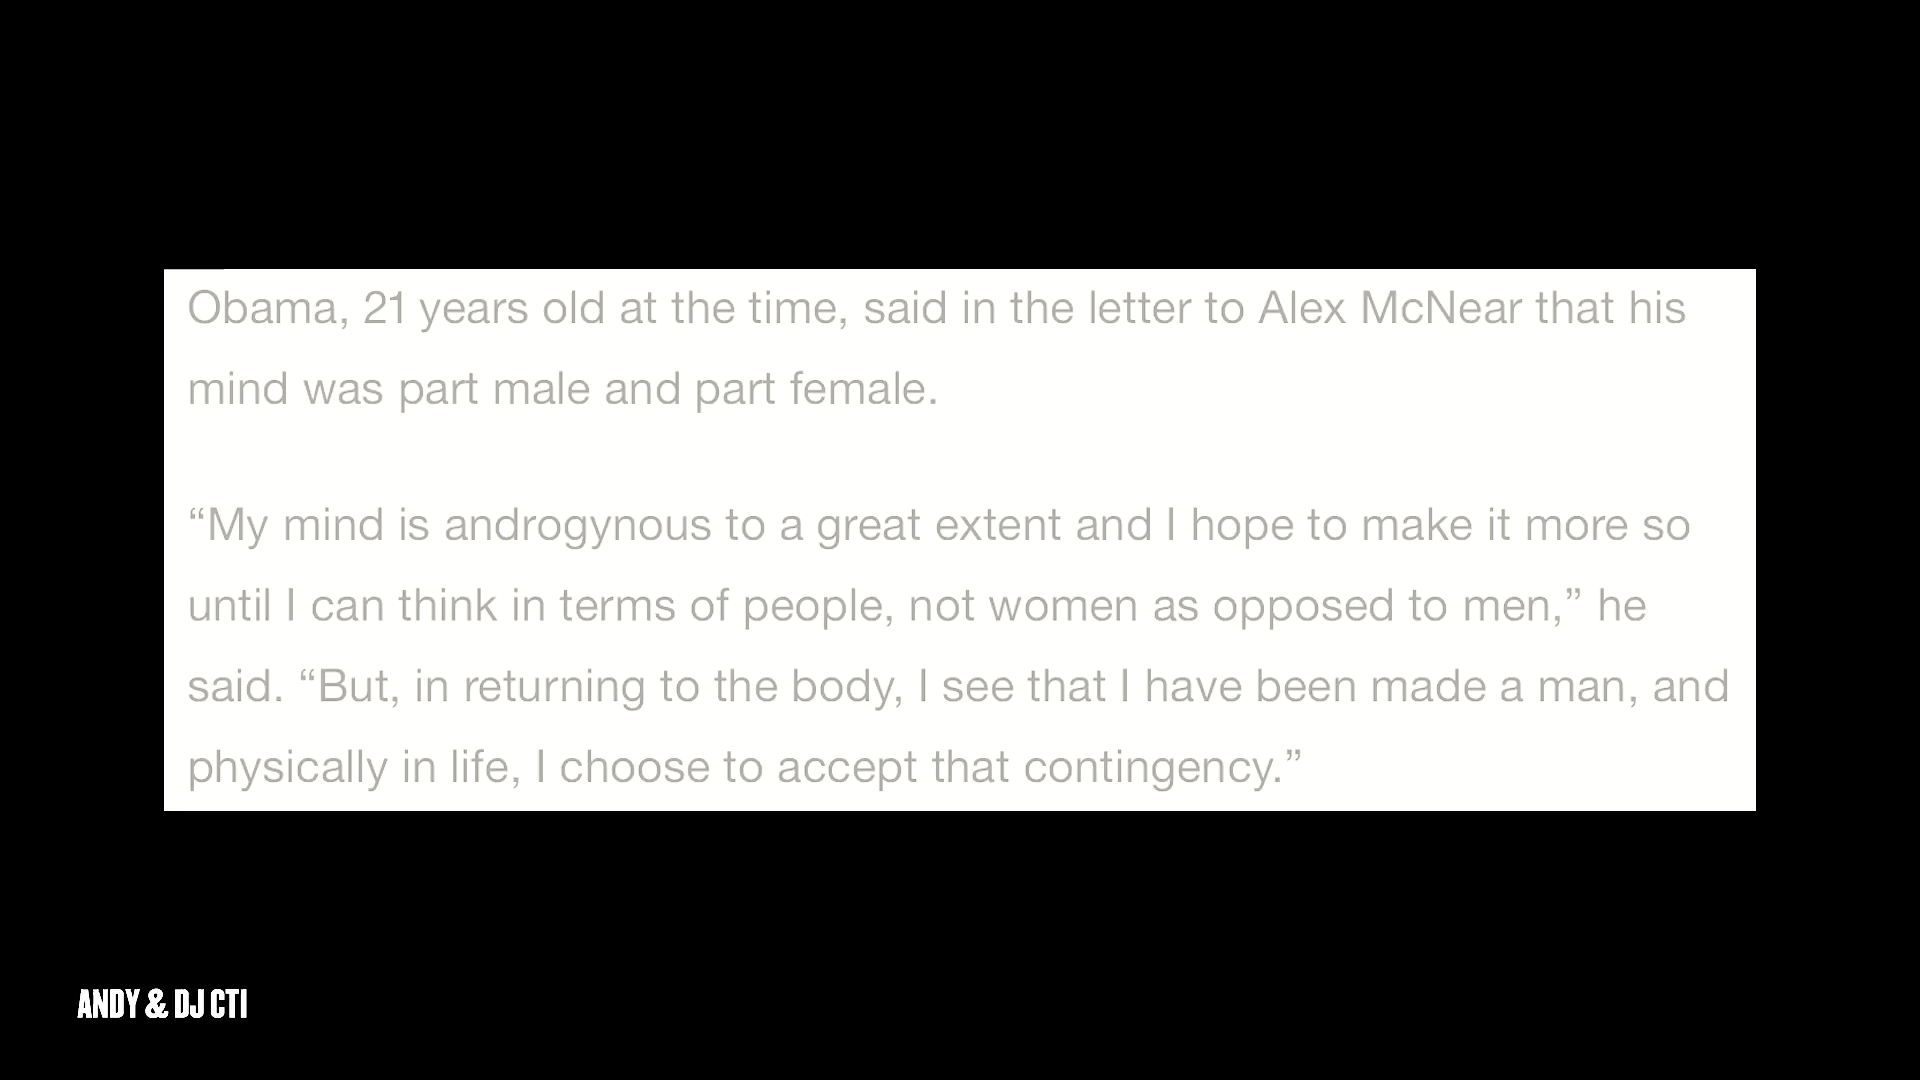 Obama, 21 years old at the time, said in the letter to Alex McNear that his
mind was part male and part female.
“My mind is androgynous to a great extent and I hope to make it more so
until I can think in terms of people, not women as opposed to men,” he
said. “But, in returning to the body, I see that I have been made a man, and
physically in life, I choose to accept that contingency.”
ANDY & DJ CTI